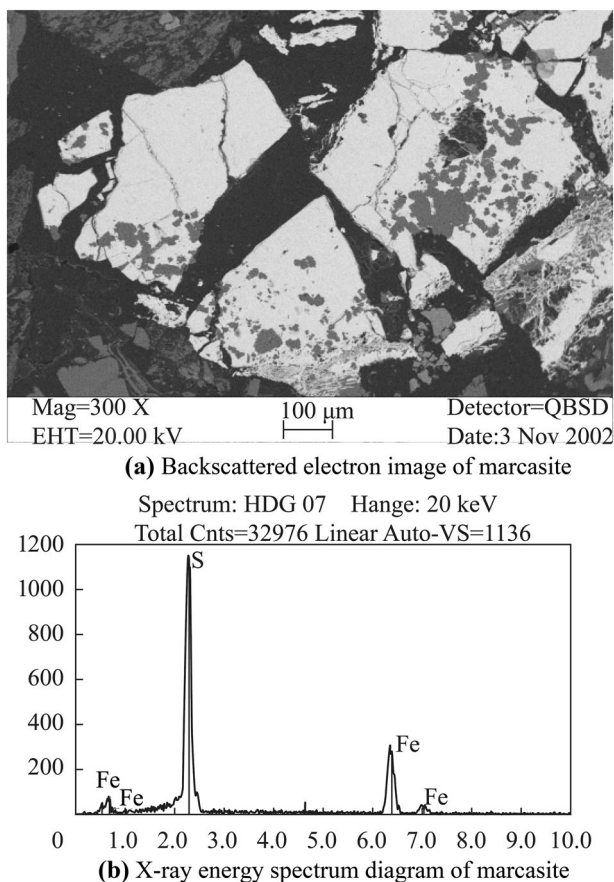 Mag=300 X 100 μm Detector=QBSD
EHT=20.00 kV Date:3 Nov 2002
(a) Backscattered electron image of marcasite
Spectrum: HDG 07 Hange: 20 keV
Total Cnts=32976 Linear Auto-VS=1136
1200
S
1000
800
600
400
Fe
200
Fe
Fe
Fe
0 1.0 2.0 3.0 4.0 5.0 6.0 7.0 8.0 9.0 10.0
(b) X-ray energy spectrum diagram of marcasite